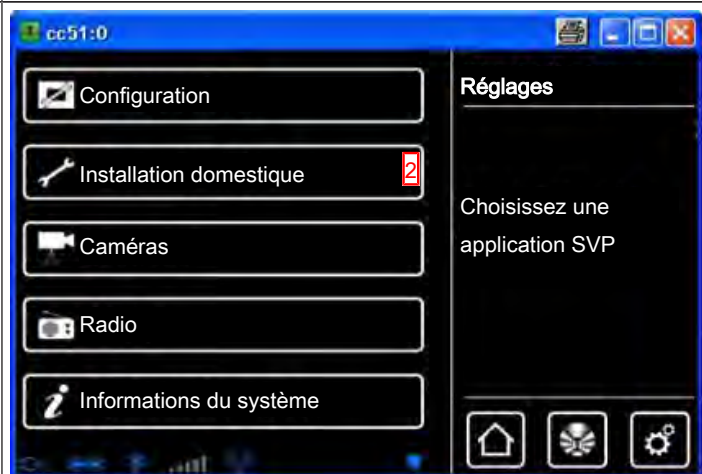 cc51:0
Configuration
Installation domestique 2
Caméras
Radio
Informations du système
Réglages
Choisissez une
application SVP